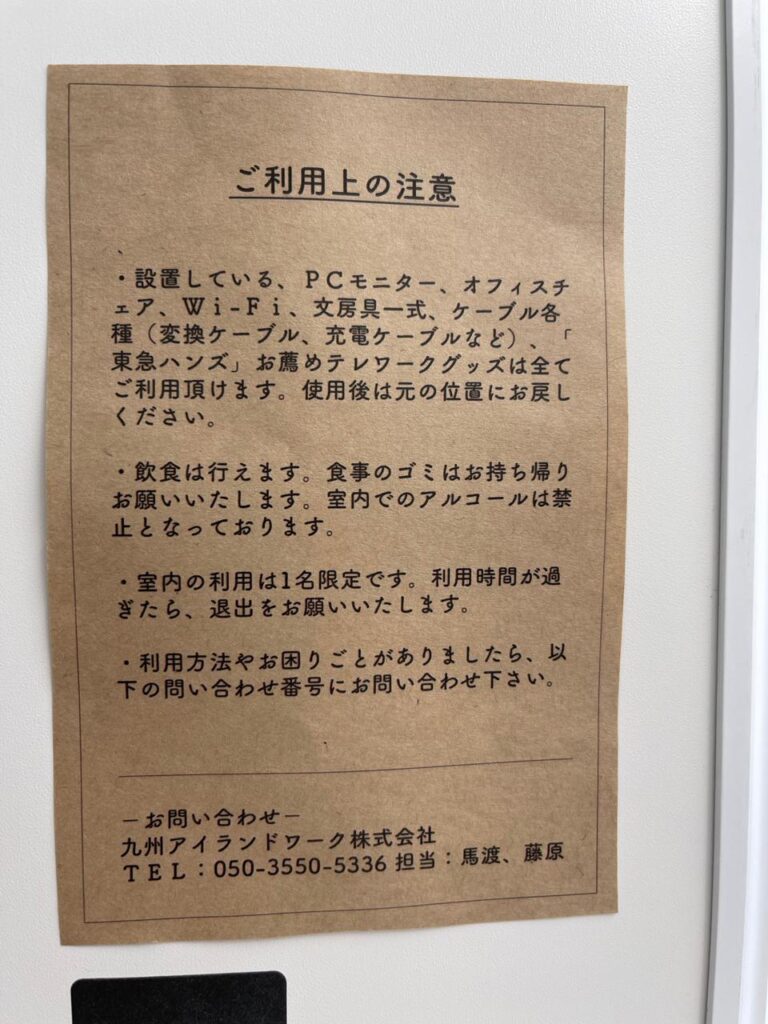 ご利用上の注意
・設置している、PCモニター、オフィスチ
ェア、Wi-Fi、文房具一式、ケーブル各
種（変換ケーブル、充電ケーブルなど）、「
東急ハンズ」お薦めテレワークグッズは全て
ご利用頂けます。使用後は元の位置にお戻し
ください。
・飲食は行えます。食事のゴミはお持ち帰り
お願いいたします。室内でのアルコールは禁
止となっております。
・室内の利用は1名限定です。利用時間が過
ぎたら、退出をお願いいたします。
・利用方法やお困りごとがありましたら、以
下の問い合わせ番号にお問い合わせ下さい。
−お問い合わせ−
九州アイランドワーク株式会社
TEL：050-3550-5336 担当：馬渡、藤原